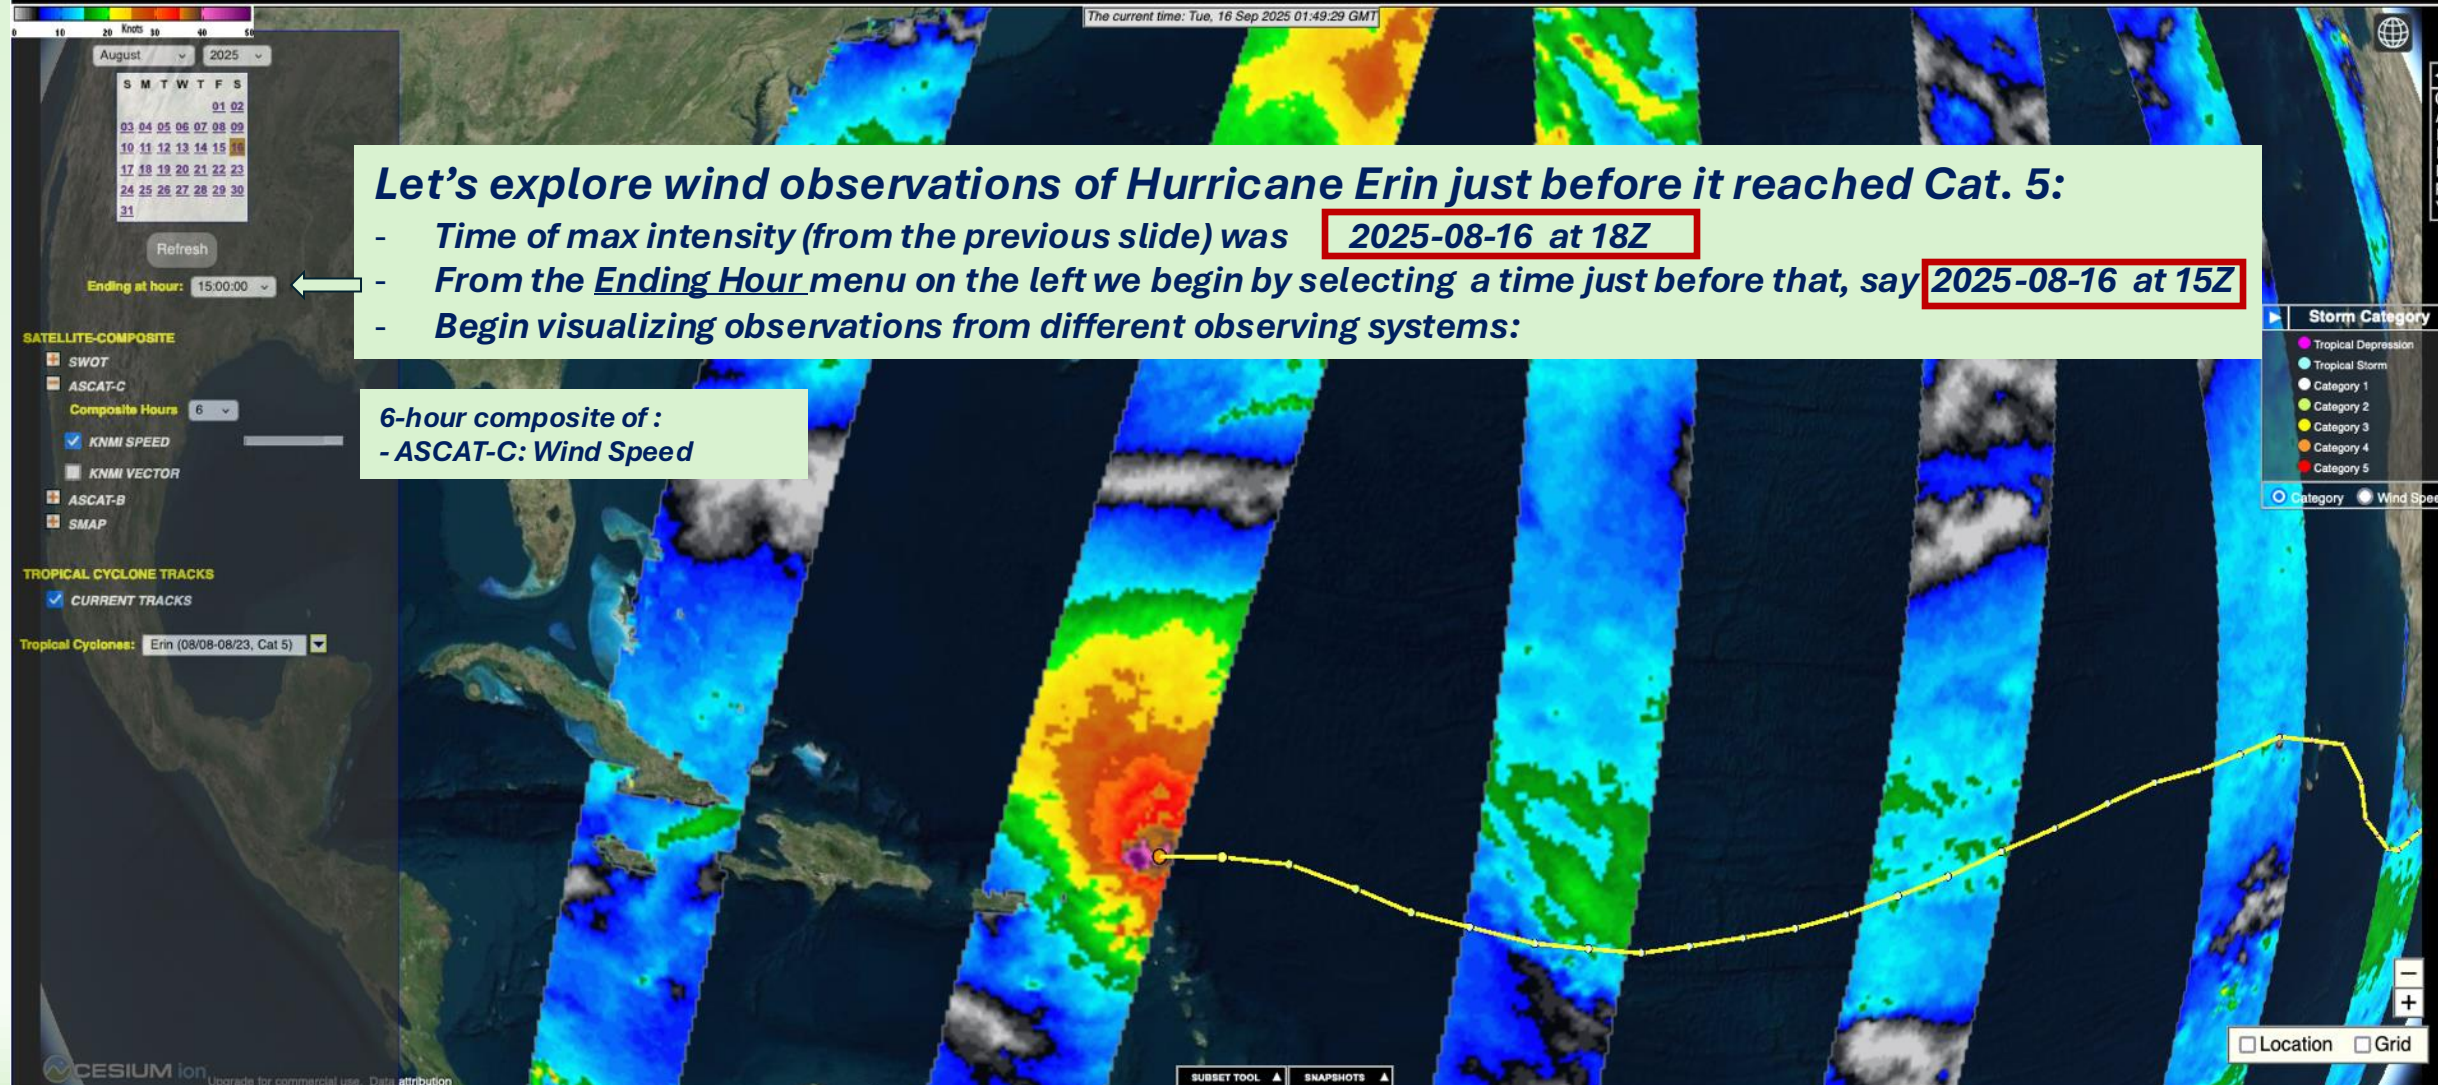 0 10 20 Knots 30 40 50
The current time: Tue, 16 Sep 2025 01:49:29 GMT
August 2025
S M T W T F S
01 02
03 04 05 06 07 08 09
10 11 12 13 14 15 16
17 18 19 20 21 22 23
24 25 26 27 28 29 30
31
Refresh
Ending at hour: 15:00:00
SATELLITE-COMPOSITE
SWOT
ASCAT-C
Composite Hours 6
KNMI SPEED
KNMI VECTOR
ASCAT-B
SMAP
TROPICAL CYCLONE TRACKS
CURRENT TRACKS
Tropical Cyclones: Erin (08/08-08/23, Cat 5)
Let's explore wind observations of Hurricane Erin just before it reached Cat. 5:
- Time of max intensity (from the previous slide) was 2025-08-16 at 18Z
- From the Ending Hour menu on the left we begin by selecting a time just before that, say 2025-08-16 at 15Z
- Begin visualizing observations from different observing systems:
6-hour composite of :
- ASCAT-C: Wind Speed
Storm Category
Tropical Depression
Tropical Storm
Category 1
Category 2
Category 3
Category 4
Category 5
Category Wind Spee
−
+
Location Grid
SUBSET TOOL ▲ SNAPSHOTS ▲
CESIUM ion
Upgrade for commercial use. Data attribution